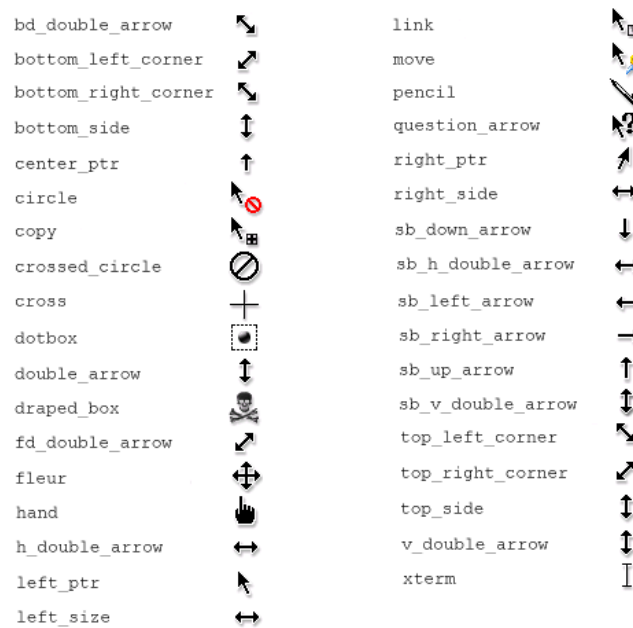 bd_double_arrow
bottom_left_corner
bottom_right_corner
bottom_side
center_ptr
circle
copy
crossed_circle
cross
dotbox
double_arrow
draped_box
fd_double_arrow
fleur
hand
h_double_arrow
left_ptr
left_size
link
move
pencil
question_arrow
right_ptr
right_side
sb_down_arrow
sb_h_double_arrow
sb_left_arrow
sb_right_arrow
sb_up_arrow
sb_v_double_arrow
top_left_corner
top_right_corner
top_side
v_double_arrow
xterm